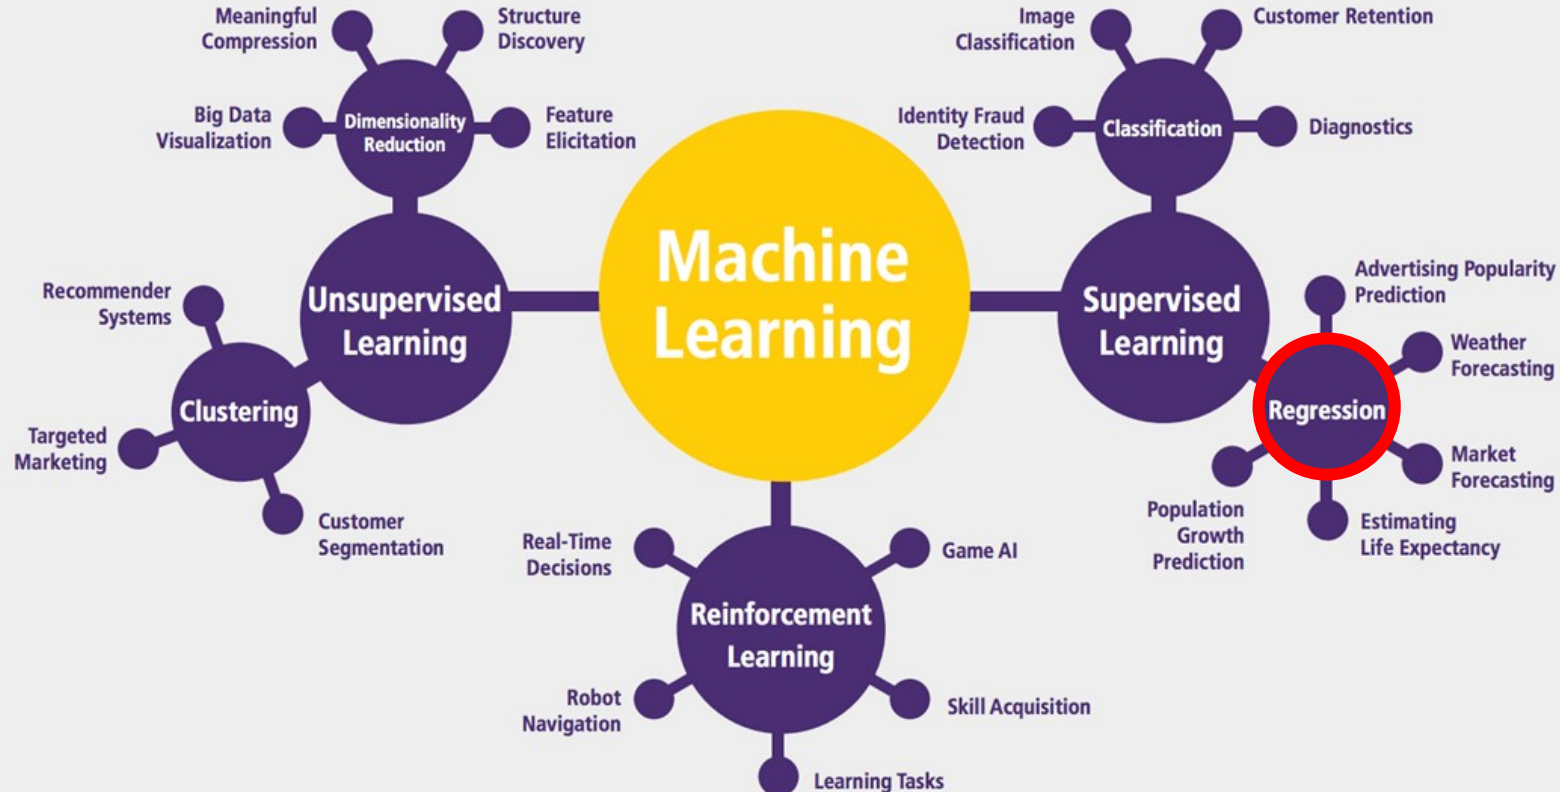 Meaningful
Compression
Structure
Discovery
Big Data
Visualization
Dimensionality
Reduction
Feature
Elicitation
Unsupervised
Learning
Recommender
Systems
Clustering
Targeted
Marketing
Customer
Segmentation
Machine
Learning
Image
Classification
Customer Retention
Identity Fraud
Detection
Classification
Diagnostics
Supervised
Learning
Advertising Popularity
Prediction
Weather
Forecasting
Regression
Market
Forecasting
Population
Growth
Prediction
Estimating
Life Expectancy
Real-Time
Decisions
Game AI
Reinforcement
Learning
Robot
Navigation
Skill Acquisition
Learning Tasks